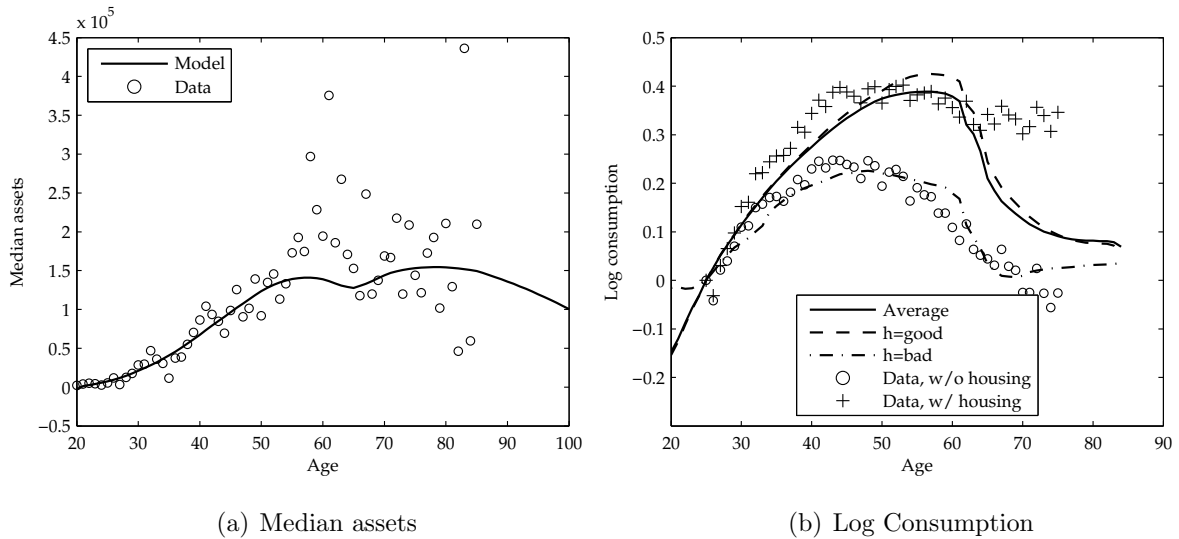 x 10^5
4.5
4
3.5
3
2.5
2
1.5
1
0.5
0
−0.5
Median assets
Model
Data
20 30 40 50 60 70 80 90 100
Age
(a) Median assets
0.5
0.4
0.3
0.2
0.1
0
−0.1
−0.2
Log consumption
Average
h=good
h=bad
Data, w/o housing
Data, w/ housing
20 30 40 50 60 70 80 90
Age
(b) Log Consumption